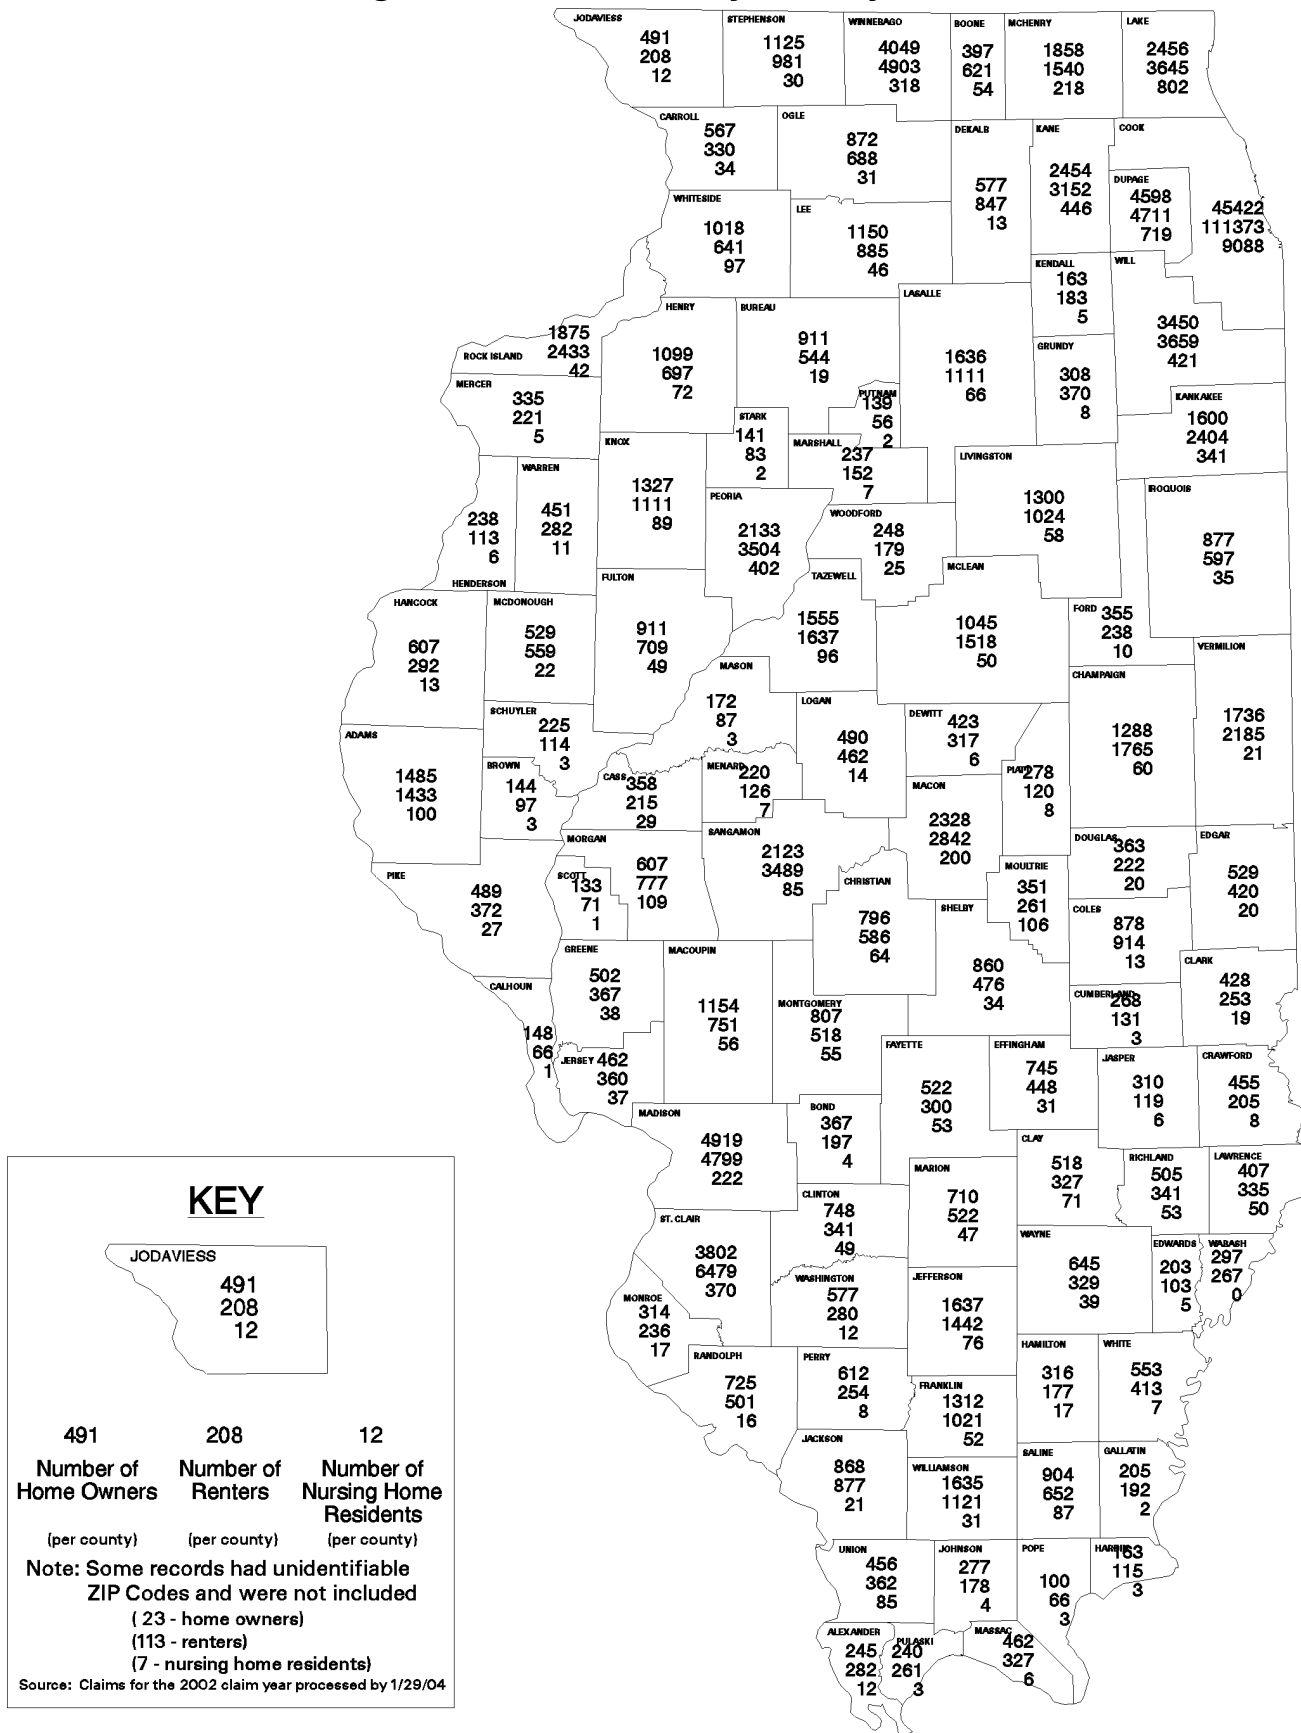 JODAVIESS
491
208
12
STEPHENSON
1125
981
30
WINNEBAGO
4049
4903
318
BOONE
397
621
54
MCHENRY
1858
1540
218
LAKE
2456
3645
802
CARROLL
567
330
34
OGLE
872
688
31
DEKALB
577
847
13
KANE
2454
3152
446
COOK
45422
111373
9088
DUPAGE
4598
4711
719
WHITESIDE
1018
641
97
LEE
1150
885
46
KENDALL
163
183
5
WILL
3450
3659
421
ROCK ISLAND
1875
2433
42
HENRY
1099
697
72
BUREAU
911
544
19
LASALLE
1636
1111
66
GRUNDY
308
370
8
MERCER
335
221
5
PUTNAM
139
56
2
KANKAKEE
1600
2404
341
STARK
141
83
2
MARSHALL
237
152
7
KNOX
1327
1111
89
WARREN
451
282
11
238
113
6
HENDERSON
PEORIA
2133
3504
402
WOODFORD
248
179
25
LIVINGSTON
1300
1024
58
IROQUOIS
877
597
35
HANCOCK
607
292
13
MCDONOUGH
529
559
22
FULTON
911
709
49
TAZEWELL
1555
1637
96
MCLEAN
1045
1518
50
FORD
355
238
10
VERMILION
1736
2185
21
MASON
172
87
3
LOGAN
490
462
14
DEWITT
423
317
6
CHAMPAIGN
1288
1765
60
SCHUYLER
225
114
3
ADAMS
1485
1433
100
BROWN
144
97
3
CASS
358
215
29
MENARD
220
126
7
PIATT
278
120
8
MACON
2328
2842
200
MORGAN
607
777
109
SANGAMON
2123
3489
85
DOUGLAS
363
222
20
EDGAR
529
420
20
PIKE
489
372
27
SCOTT
133
71
1
CHRISTIAN
796
586
64
MOULTRIE
351
261
106
SHELBY
860
476
34
COLES
878
914
13
GREENE
502
367
38
MACOUPIN
1154
751
56
MONTGOMERY
807
518
55
CLARK
428
253
19
CUMBERLAND
268
131
3
CALHOUN
148
66
1
JERSEY
462
360
37
FAYETTE
522
300
53
EFFINGHAM
745
448
31
JASPER
310
119
6
CRAWFORD
455
205
8
MADISON
4919
4799
222
BOND
367
197
4
CLAY
518
327
71
RICHLAND
505
341
53
LAWRENCE
407
335
50
MARION
710
522
47
CLINTON
748
341
49
ST. CLAIR
3802
6479
370
WAYNE
645
329
39
EDWARDS
203
103
5
WABASH
297
267
0
MONROE
314
236
17
WASHINGTON
577
280
12
JEFFERSON
1637
1442
76
RANDOLPH
725
501
16
PERRY
612
254
8
HAMILTON
316
177
17
WHITE
553
413
7
FRANKLIN
1312
1021
52
JACKSON
868
877
21
WILLIAMSON
1635
1121
31
SALINE
904
652
87
GALLATIN
205
192
2
UNION
456
362
85
JOHNSON
277
178
4
POPE
100
66
3
HARDIN
163
115
3
ALEXANDER
245
282
12
PULASKI
240
261
3
MASSAC
462
327
6
KEY
JODAVIESS
491
208
12
491 208 12
Number of Number of Number of
Home Owners Renters Nursing Home
Residents
(per county) (per county) (per county)
Note: Some records had unidentifiable
ZIP Codes and were not included
( 23 - home owners)
(113 - renters)
(7 - nursing home residents)
Source: Claims for the 2002 claim year processed by 1/29/04